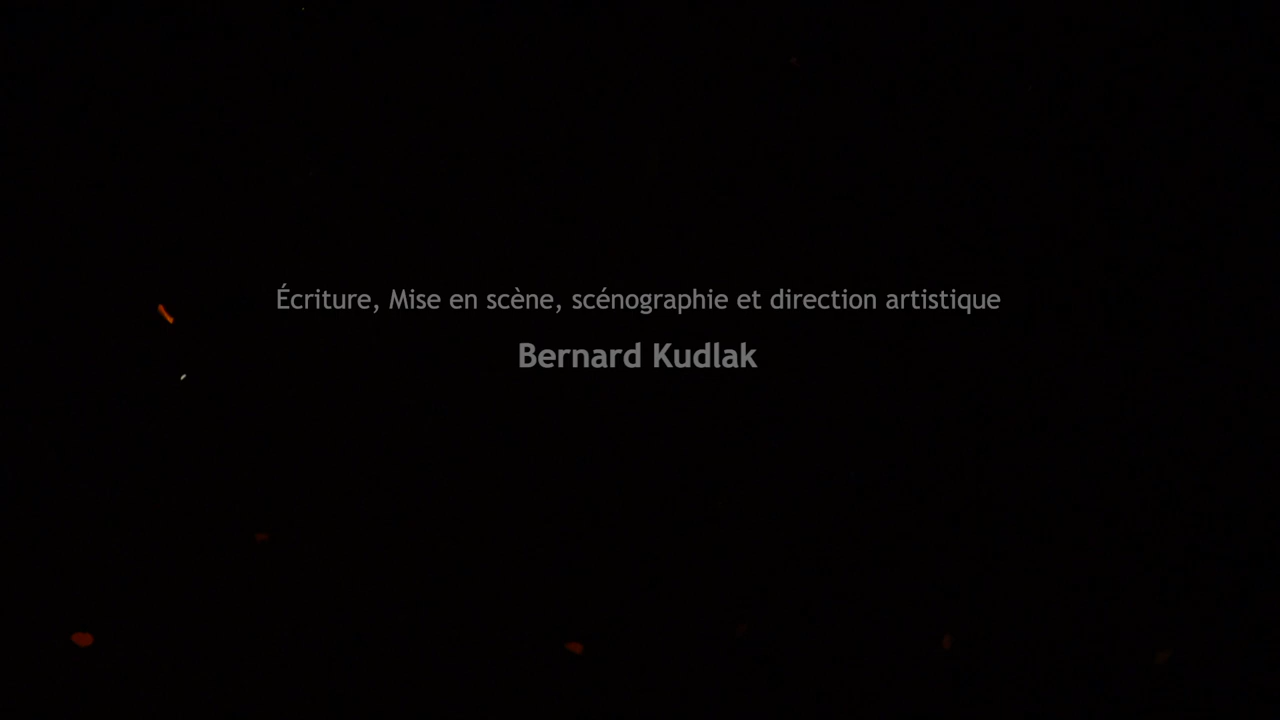 Écriture, Mise en scène, scénographie et direction artistique
Bernard Kudlak